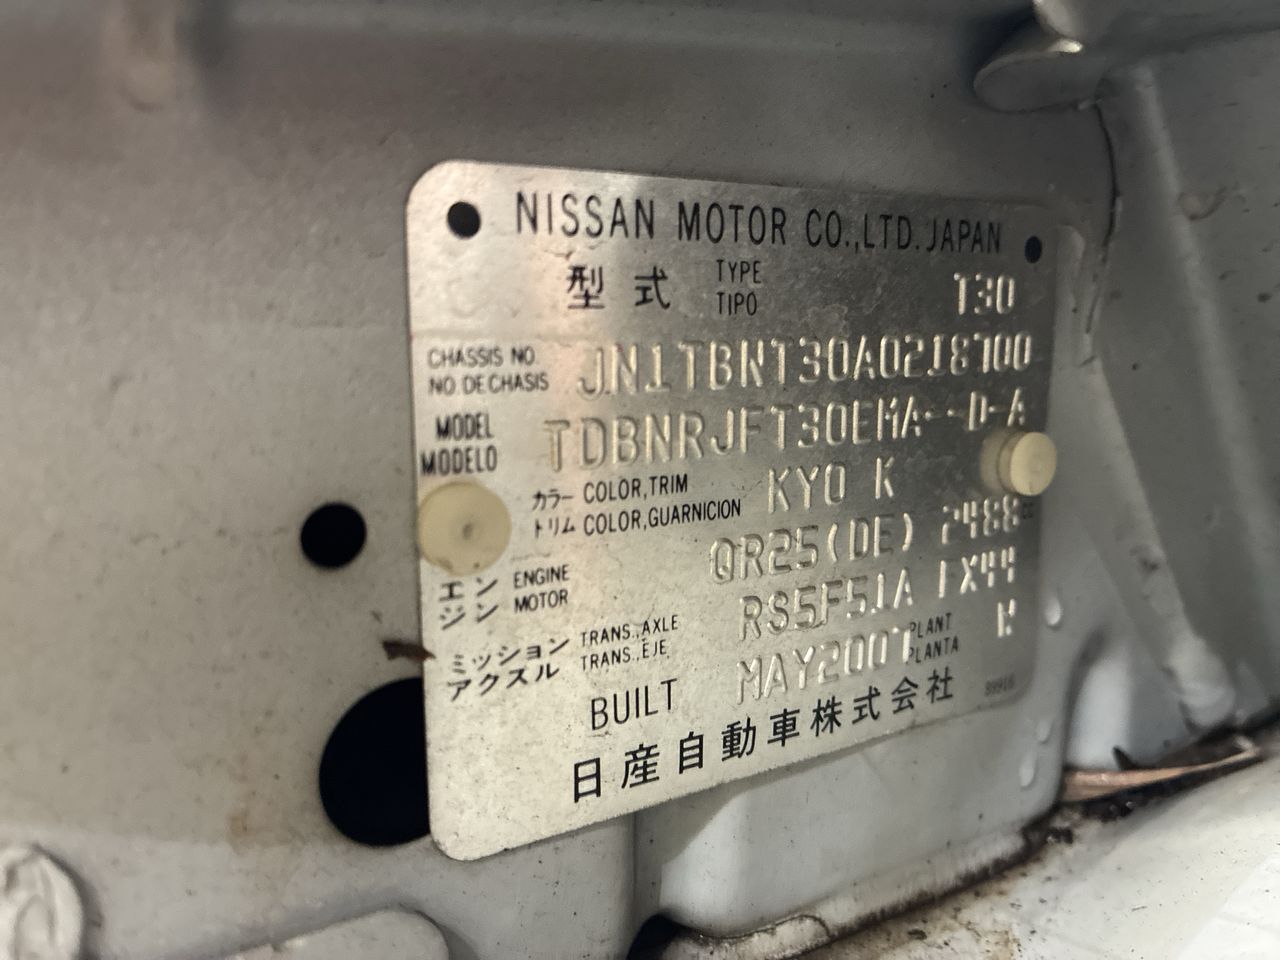 NISSAN MOTOR CO.,LTD. JAPAN
型式 TYPE TIPO T30
CHASSIS NO. NO DE CHASIS JN1TBNT30A0218700
MODEL MODELO TDBNRJFT30EMA--D-A
カラー COLOR,TRIM KY0 K
トリム COLOR,GUARNICION
エンジン ENGINE MOTOR QR25(DE) 2488cc
ミッション TRANS.,AXLE RS5F51A FX44
アクスル TRANS.,EJE
BUILT MAY2007 PLANT PLANTA
日産自動車株式会社